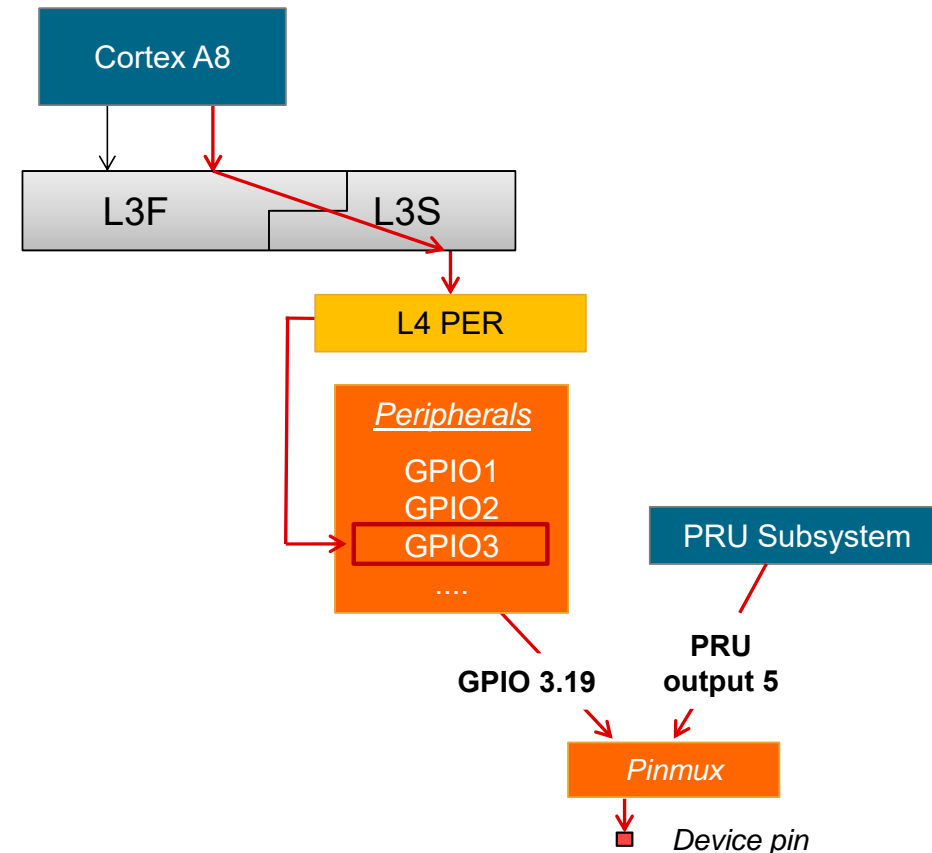 Cortex A8
L3F
L3S
L4 PER
Peripherals
GPIO1
GPIO2
GPIO3
....
PRU Subsystem
GPIO 3.19
PRU
output 5
Pinmux
Device pin